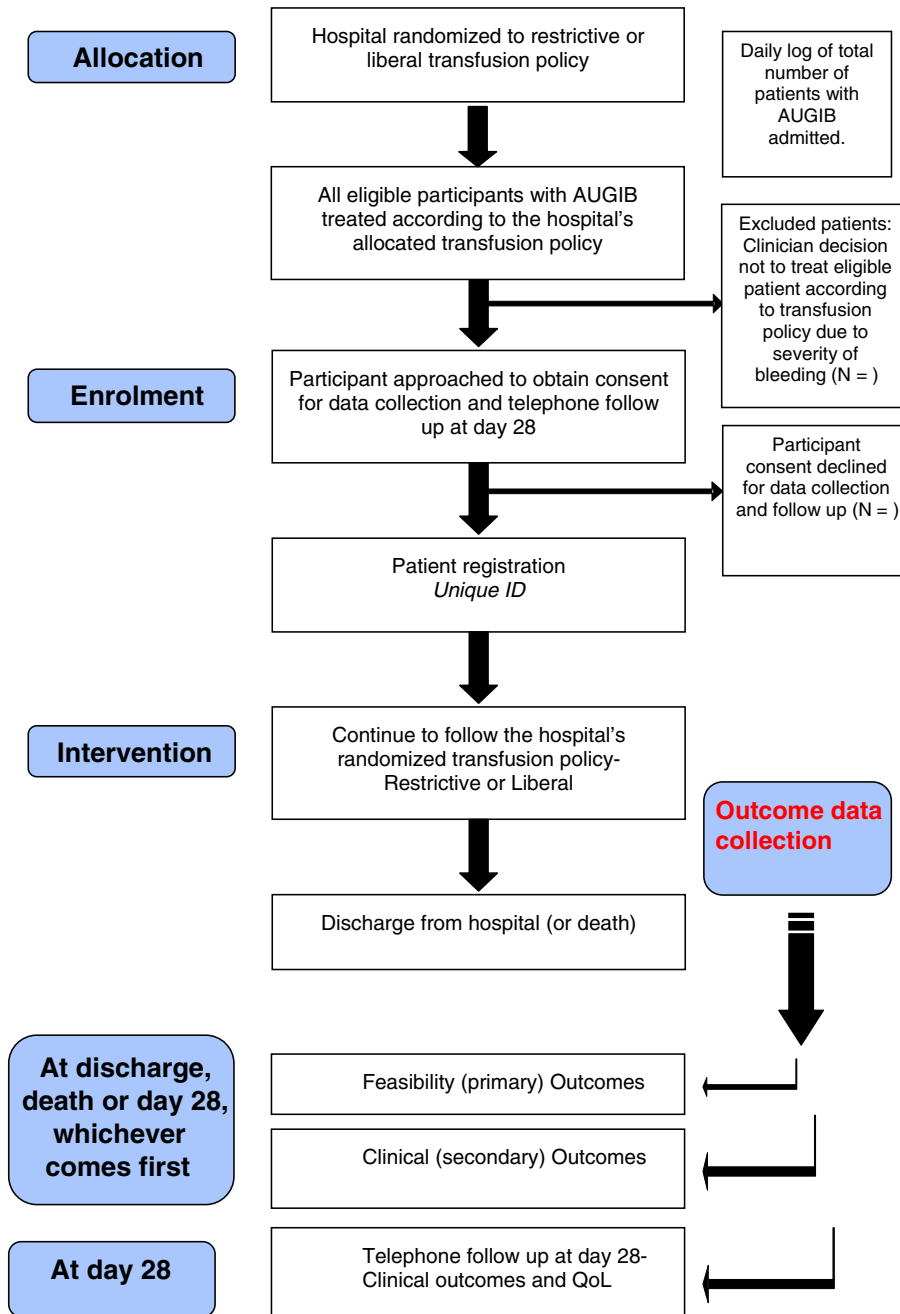 Allocation
Hospital randomized to restrictive or
liberal transfusion policy
Daily log of total
number of
patients with
AUGIB
admitted.
All eligible participants with AUGIB
treated according to the hospital's
allocated transfusion policy
Excluded patients:
Clinician decision
not to treat eligible
patient according
to transfusion
policy due to
severity of
bleeding (N = )
Enrolment
Participant approached to obtain consent
for data collection and telephone follow
up at day 28
Participant
consent declined
for data collection
and follow up (N = )
Patient registration
Unique ID
Intervention
Continue to follow the hospital's
randomized transfusion policy-
Restrictive or Liberal
Outcome data
collection
Discharge from hospital (or death)
At discharge,
death or day 28,
whichever
comes first
Feasibility (primary) Outcomes
Clinical (secondary) Outcomes
At day 28
Telephone follow up at day 28-
Clinical outcomes and QoL